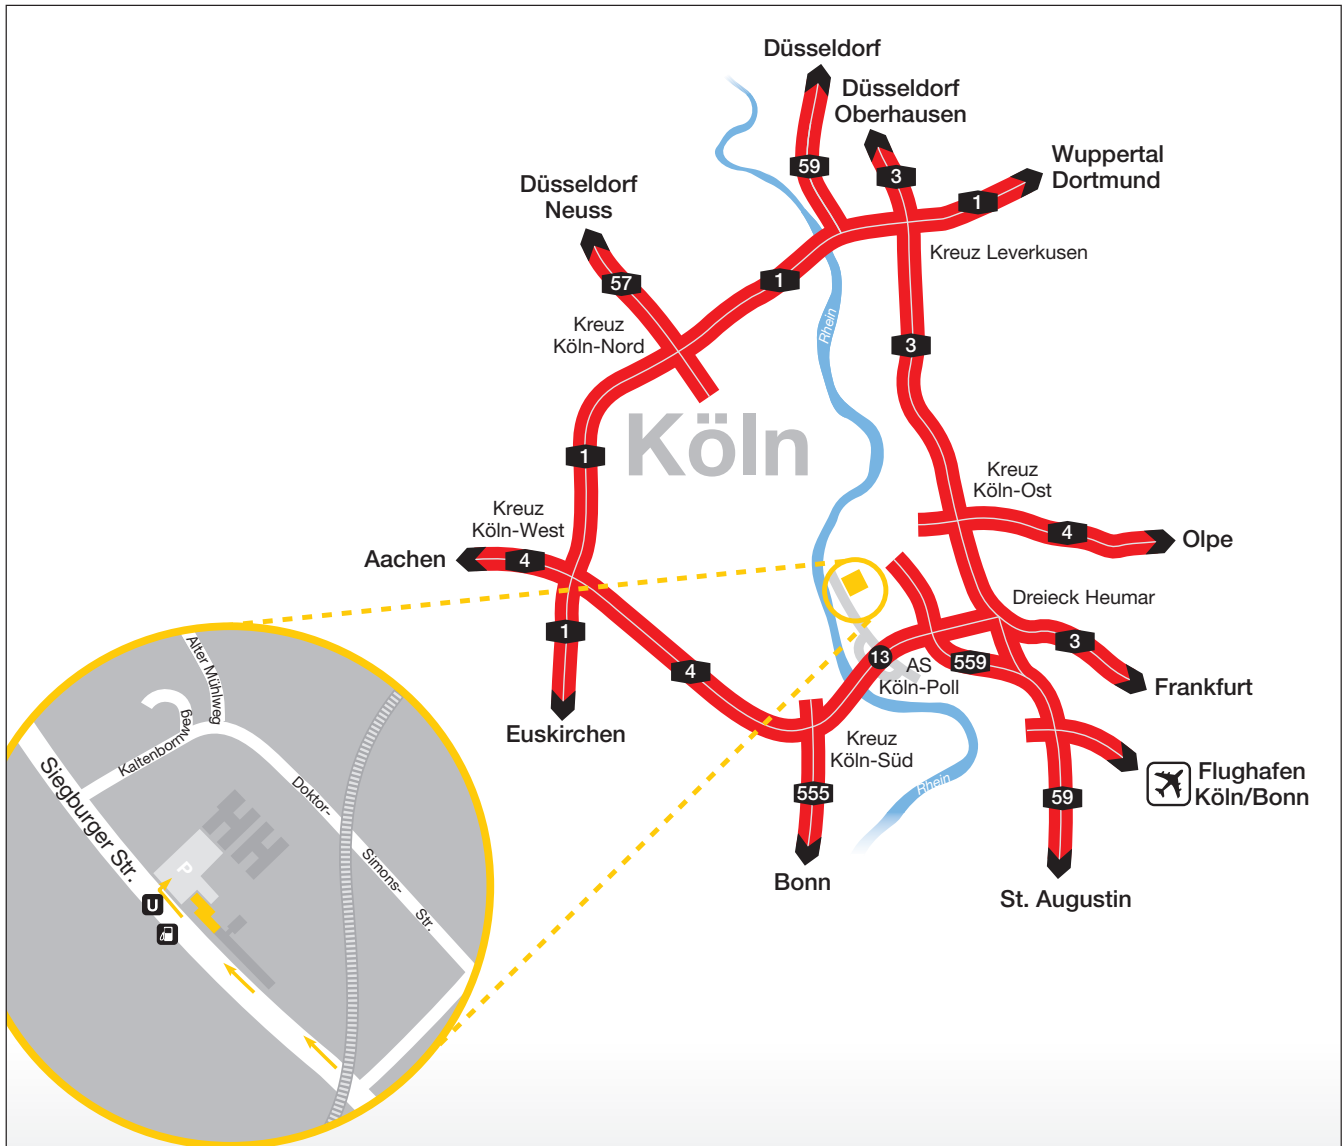 Düsseldorf
Düsseldorf
Oberhausen
59
3
Wuppertal
Dortmund
1
Düsseldorf
Neuss
57
Kreuz Leverkusen
1
Kreuz
Köln-Nord
Rhein
3
Köln
1
Kreuz
Köln-Ost
Kreuz
Köln-West
4
Olpe
Aachen
4
Dreieck Heumar
1
3
13
AS
Köln-Poll
559
4
Frankfurt
Euskirchen
Kreuz
Köln-Süd
Rhein
555
59
Flughafen
Köln/Bonn
Bonn
St. Augustin
Alter Mühlweg
Kaltenbornweg
Siegburger Str.
Doktor-
Simons-
Str.
P
U